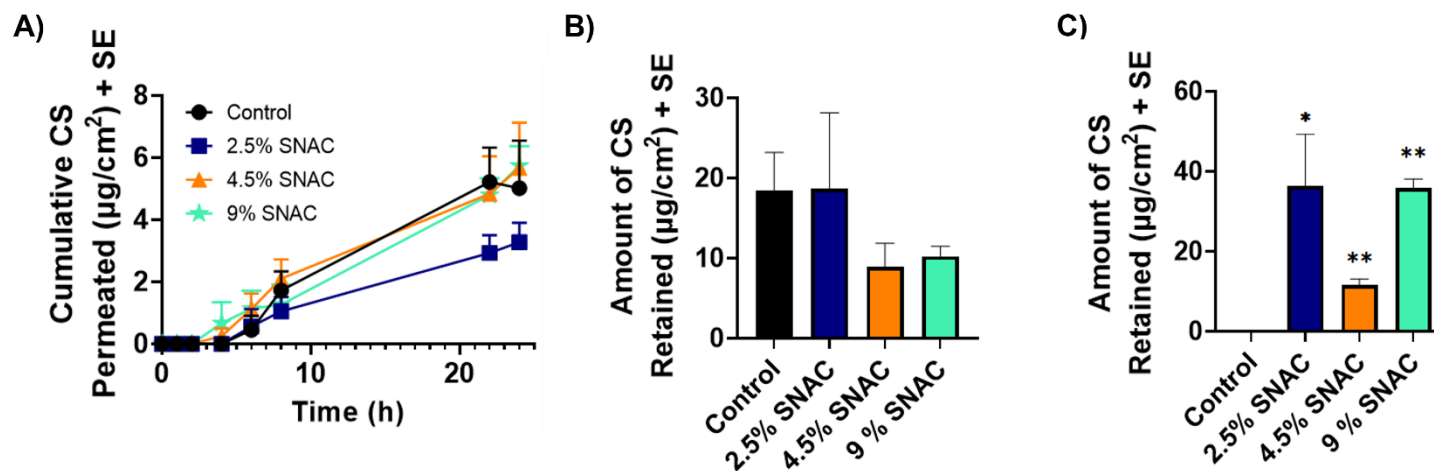 A)
Cumulative CS
Permeated (µg/cm²) + SE
8
6
4
2
0
Control
2.5% SNAC
4.5% SNAC
9% SNAC
0
10
20
Time (h)
B)
Amount of CS
Retained (µg/cm²) + SE
30
20
10
0
Control
2.5% SNAC
4.5% SNAC
9 % SNAC
C)
Amount of CS
Retained (µg/cm²) + SE
60
40
20
0
*
**
**
Control
2.5% SNAC
4.5% SNAC
9 % SNAC